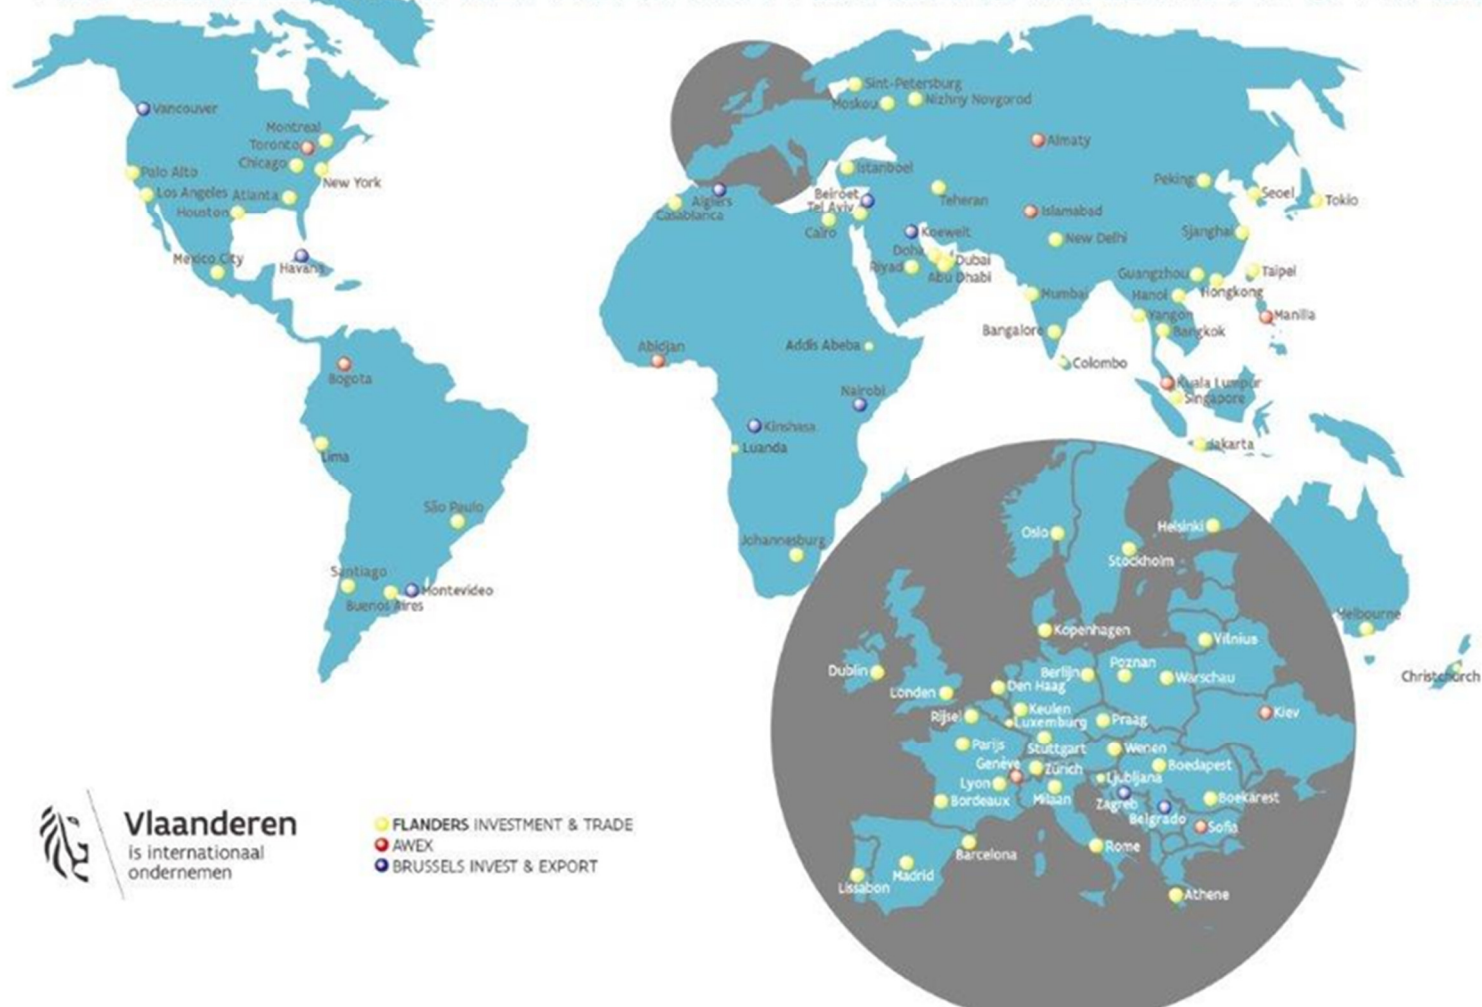 Vancouver
Montreal
Toronto
Chicago
New York
Palo Alto
Los Angeles
Atlanta
Houston
Mexico City
Havana
Bogota
Lima
São Paulo
Santiago
Buenos Aires
Montevideo
Sint-Petersburg
Moskou
Nizhny Novgorod
Almaty
Istanboel
Algiers
Casablanca
Beiroet
Tel Aviv
Cairo
Teheran
Koeweit
Doha
Dubai
Riyad
Abu Dhabi
Islamabad
New Delhi
Mumbai
Bangalore
Colombo
Peking
Seoel
Tokio
Sjanghai
Guangzhou
Taipei
Hanoi
Hongkong
Yangon
Bangkok
Manilla
Kuala Lumpur
Singapore
Jakarta
Abidjan
Addis Abeba
Nairobi
Kinshasa
Luanda
Johannesburg
Melbourne
Christchurch
Oslo
Helsinki
Stockholm
Kopenhagen
Vilnius
Dublin
Londen
Den Haag
Berlijn
Poznan
Warschau
Rijsel
Keulen
Luxemburg
Praag
Kiev
Parijs
Stuttgart
Wenen
Genève
Zürich
Boedapest
Lyon
Ljubljana
Bordeaux
Milaan
Zagreb
Belgrado
Boekarest
Sofia
Barcelona
Rome
Madrid
Lissabon
Athene
Vlaanderen
is internationaal
ondernemen
FLANDERS INVESTMENT & TRADE
AWEX
BRUSSELS INVEST & EXPORT